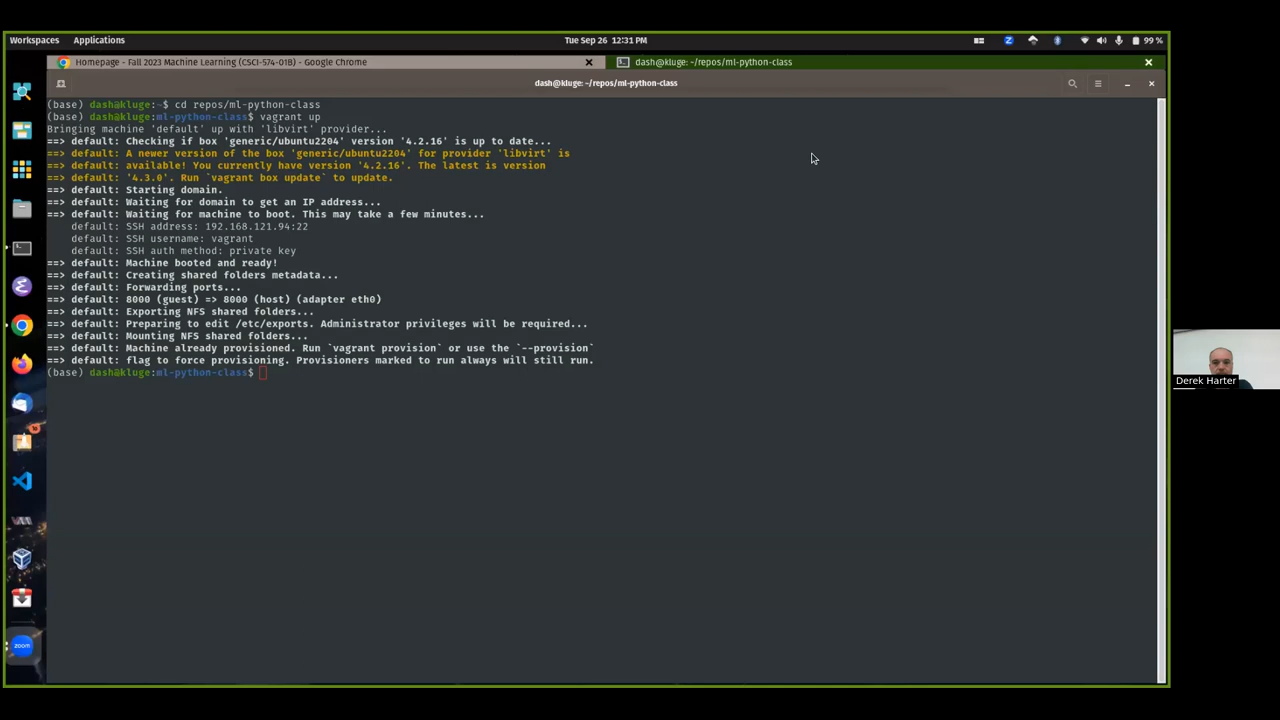 Workspaces Applications Tue Sep 26 12:31 PM 99 %
Homepage - Fall 2023 Machine Learning (CSCI-574-01B) - Google Chrome dash@kluge: ~/repos/ml-python-class
dash@kluge: ~/repos/ml-python-class
(base) dash@kluge:~$ cd repos/ml-python-class
(base) dash@kluge:ml-python-class$ vagrant up
Bringing machine 'default' up with 'libvirt' provider...
==> default: Checking if box 'generic/ubuntu2204' version '4.2.16' is up to date...
==> default: A newer version of the box 'generic/ubuntu2204' for provider 'libvirt' is
==> default: available! You currently have version '4.2.16'. The latest is version
==> default: '4.3.0'. Run `vagrant box update` to update.
==> default: Starting domain.
==> default: Waiting for domain to get an IP address...
==> default: Waiting for machine to boot. This may take a few minutes...
default: SSH address: 192.168.121.94:22
default: SSH username: vagrant
default: SSH auth method: private key
==> default: Machine booted and ready!
==> default: Creating shared folders metadata...
==> default: Forwarding ports...
==> default: 8000 (guest) => 8000 (host) (adapter eth0)
==> default: Exporting NFS shared folders...
==> default: Preparing to edit /etc/exports. Administrator privileges will be required...
==> default: Mounting NFS shared folders...
==> default: Machine already provisioned. Run `vagrant provision` or use the `--provision`
==> default: flag to force provisioning. Provisioners marked to run always will still run.
(base) dash@kluge:ml-python-class$
Derek Harter
zoom